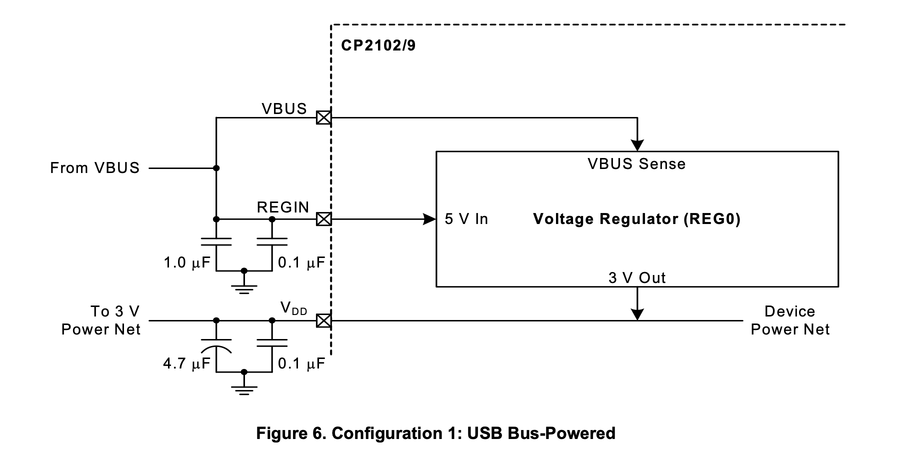 CP2102/9
VBUS
From VBUS
VBUS Sense
REGIN
5 V In
Voltage Regulator (REG0)
1.0 μF
0.1 μF
3 V Out
To 3 V
Power Net
VDD
Device
Power Net
4.7 μF
0.1 μF
Figure 6. Configuration 1: USB Bus-Powered